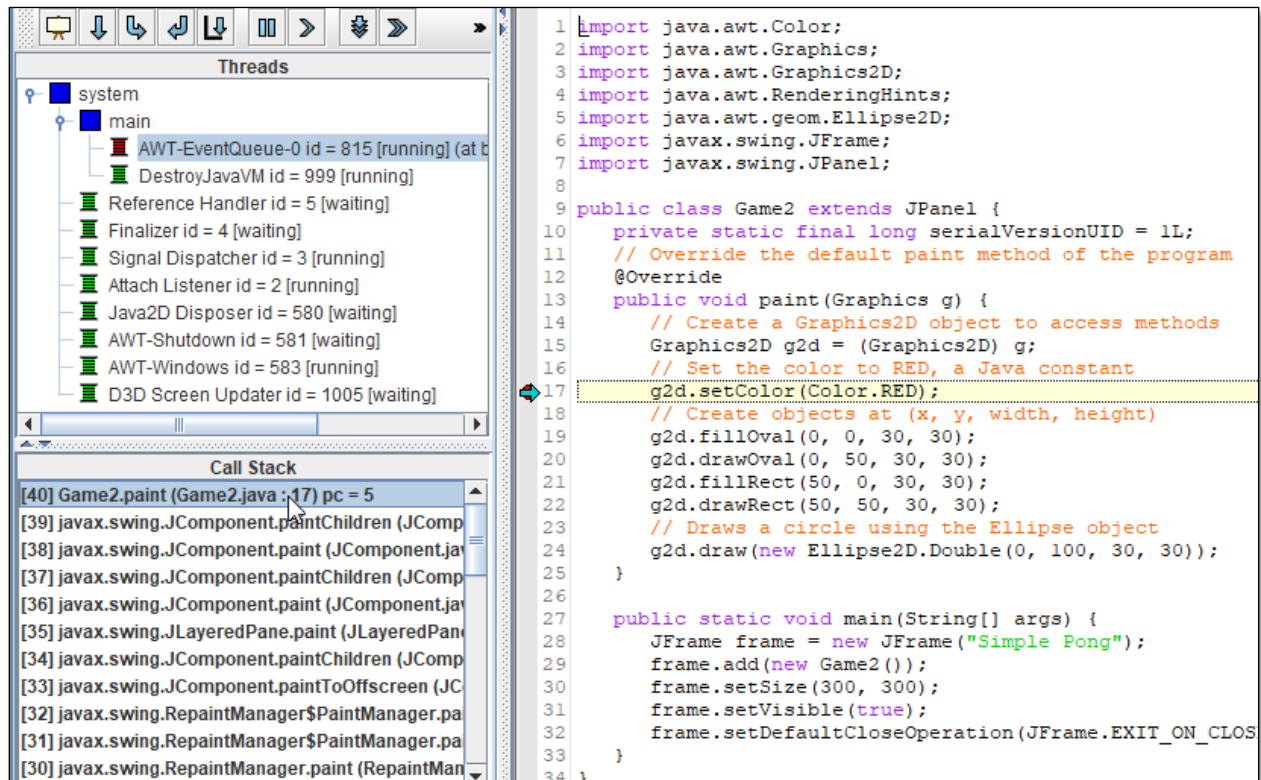 Threads
system
main
AWT-EventQueue-0 id = 815 [running] (at b
DestroyJavaVM id = 999 [running]
Reference Handler id = 5 [waiting]
Finalizer id = 4 [waiting]
Signal Dispatcher id = 3 [running]
Attach Listener id = 2 [running]
Java2D Disposer id = 580 [waiting]
AWT-Shutdown id = 581 [waiting]
AWT-Windows id = 583 [running]
D3D Screen Updater id = 1005 [waiting]
Call Stack
[40] Game2.paint (Game2.java : 17) pc = 5
[39] javax.swing.JComponent.paintChildren (JComp
[38] javax.swing.JComponent.paint (JComponent.jav
[37] javax.swing.JComponent.paintChildren (JComp
[36] javax.swing.JComponent.paint (JComponent.jav
[35] javax.swing.JLayeredPane.paint (JLayeredPan
[34] javax.swing.JComponent.paintChildren (JComp
[33] javax.swing.JComponent.paintToOffscreen (JC
[32] javax.swing.RepaintManager$PaintManager.pai
[31] javax.swing.RepaintManager$PaintManager.pai
[30] javax.swing.RepaintManager.paint (RepaintMan
1 import java.awt.Color;
2 import java.awt.Graphics;
3 import java.awt.Graphics2D;
4 import java.awt.RenderingHints;
5 import java.awt.geom.Ellipse2D;
6 import javax.swing.JFrame;
7 import javax.swing.JPanel;
8
9 public class Game2 extends JPanel {
10 private static final long serialVersionUID = 1L;
11 // Override the default paint method of the program
12 @Override
13 public void paint(Graphics g) {
14 // Create a Graphics2D object to access methods
15 Graphics2D g2d = (Graphics2D) g;
16 // Set the color to RED, a Java constant
17 g2d.setColor(Color.RED);
18 // Create objects at (x, y, width, height)
19 g2d.fillOval(0, 0, 30, 30);
20 g2d.drawOval(0, 50, 30, 30);
21 g2d.fillRect(50, 0, 30, 30);
22 g2d.drawRect(50, 50, 30, 30);
23 // Draws a circle using the Ellipse object
24 g2d.draw(new Ellipse2D.Double(0, 100, 30, 30));
25 }
26
27 public static void main(String[] args) {
28 JFrame frame = new JFrame("Simple Pong");
29 frame.add(new Game2());
30 frame.setSize(300, 300);
31 frame.setVisible(true);
32 frame.setDefaultCloseOperation(JFrame.EXIT_ON_CLOS
33 }
34 }